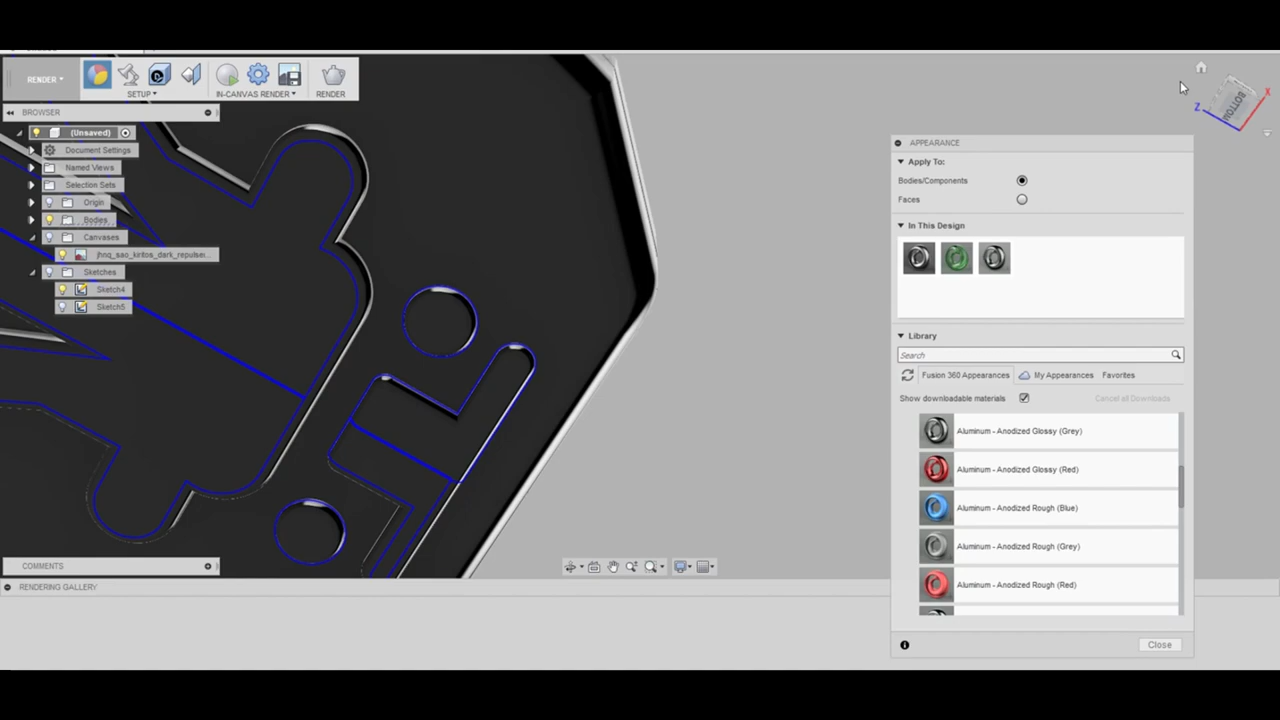 RENDER
SETUP
IN-CANVAS RENDER
RENDER
BROWSER
(Unsaved)
Document Settings
Named Views
Selection Sets
Origin
Bodies
Canvases
jhnq_sao_kiritos_dark_repulser...
Sketches
Sketch4
Sketch5
COMMENTS
RENDERING GALLERY
BOTTOM
Z
X
APPEARANCE
Apply To:
Bodies/Components
Faces
In This Design
Library
Search
Fusion 360 Appearances
My Appearances
Favorites
Show downloadable materials
Cancel all Downloads
Aluminum - Anodized Glossy (Grey)
Aluminum - Anodized Glossy (Red)
Aluminum - Anodized Rough (Blue)
Aluminum - Anodized Rough (Grey)
Aluminum - Anodized Rough (Red)
Close